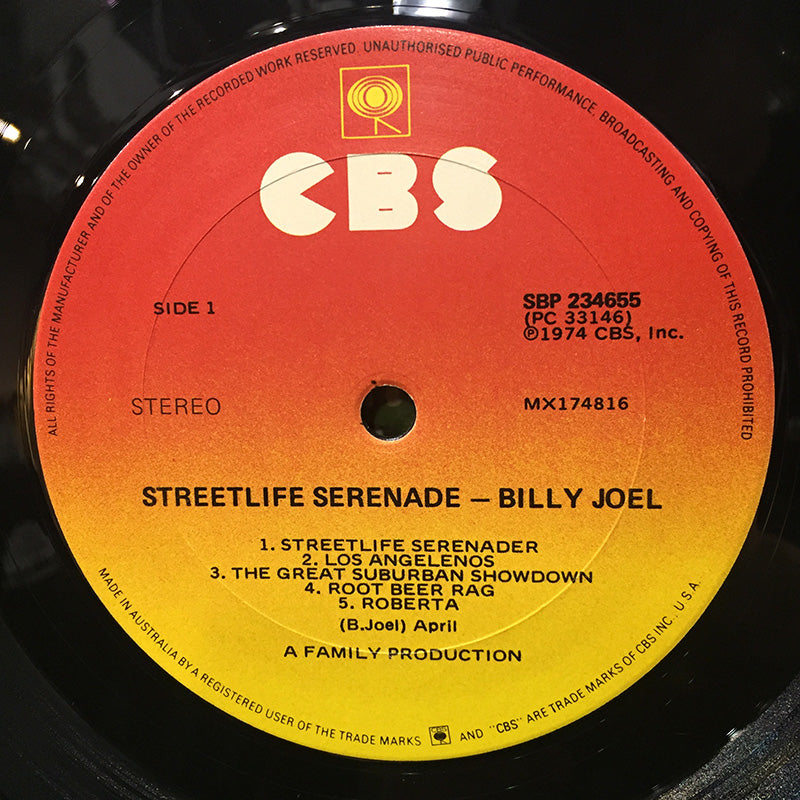 ALL RIGHTS OF THE MANUFACTURER AND OF THE OWNER OF THE RECORDED WORK RESERVED UNAUTHORISED PUBLIC PERFORMANCE, BROADCASTING AND COPYING OF THIS RECORD PROHIBITED
CBS
SIDE 1
SBP 234655
(PC 33146)
℗1974 CBS, Inc.
STEREO
MX174816
STREETLIFE SERENADE – BILLY JOEL
1. STREETLIFE SERENADER
2. LOS ANGELENOS
3. THE GREAT SUBURBAN SHOWDOWN
4. ROOT BEER RAG
5. ROBERTA
(B.Joel) April
A FAMILY PRODUCTION
MADE IN AUSTRALIA BY A REGISTERED USER OF THE TRADE MARKS AND "CBS" ARE TRADE MARKS OF CBS INC., U.S.A.